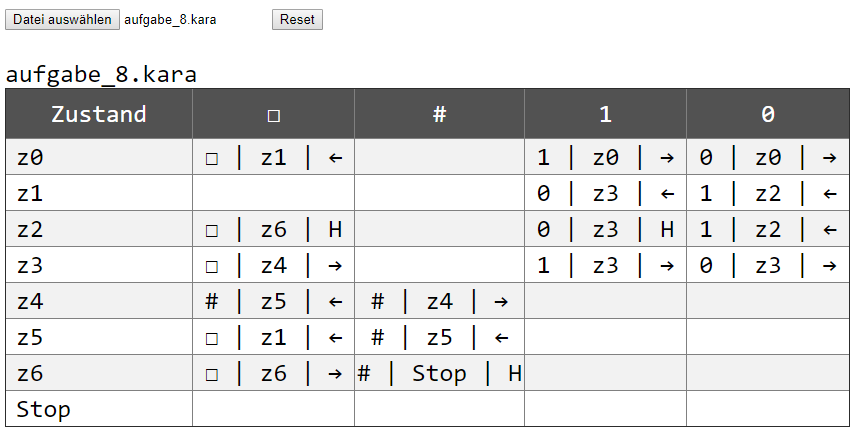 Datei auswählen aufgabe_8.kara Reset
aufgabe_8.kara
Zustand □ # 1 0
z0 □ | z1 | ← 1 | z0 | → 0 | z0 | →
z1 0 | z3 | ← 1 | z2 | ←
z2 □ | z6 | H 0 | z3 | H 1 | z2 | ←
z3 □ | z4 | → 1 | z3 | → 0 | z3 | →
z4 # | z5 | ← # | z4 | →
z5 □ | z1 | ← # | z5 | ←
z6 □ | z6 | → # | Stop | H
Stop